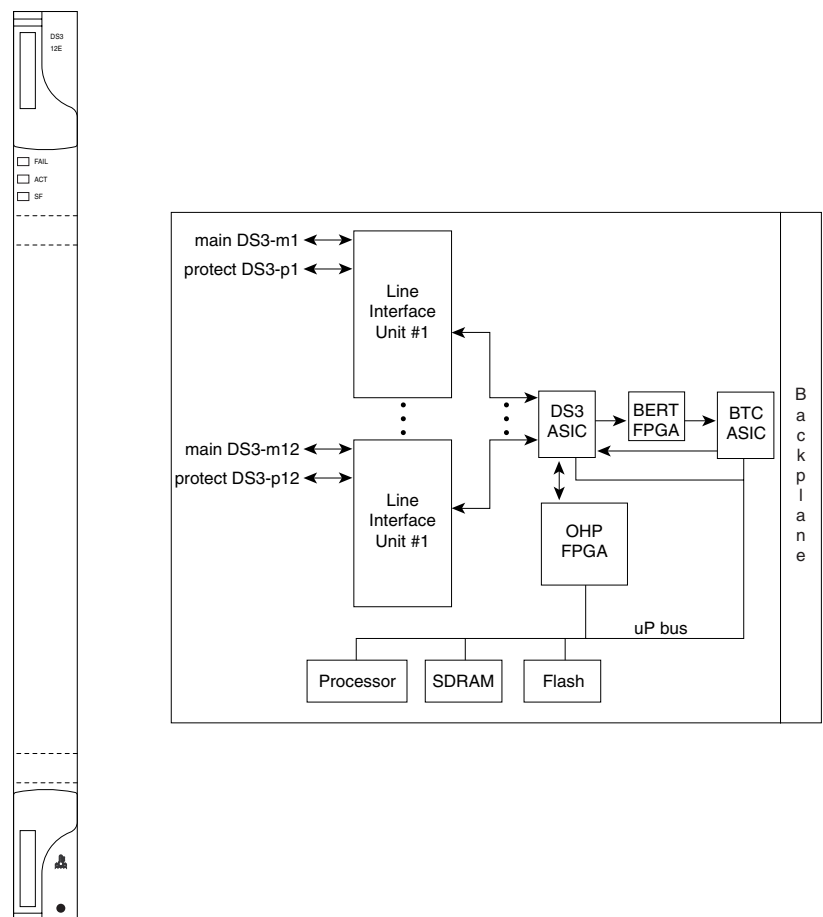 DS3
12E
FAIL
ACT
SF
main DS3-m1
protect DS3-p1
Line
Interface
Unit #1
main DS3-m12
protect DS3-p12
Line
Interface
Unit #1
DS3
ASIC
BERT
FPGA
BTC
ASIC
OHP
FPGA
uP bus
Processor
SDRAM
Flash
B
a
c
k
p
l
a
n
e